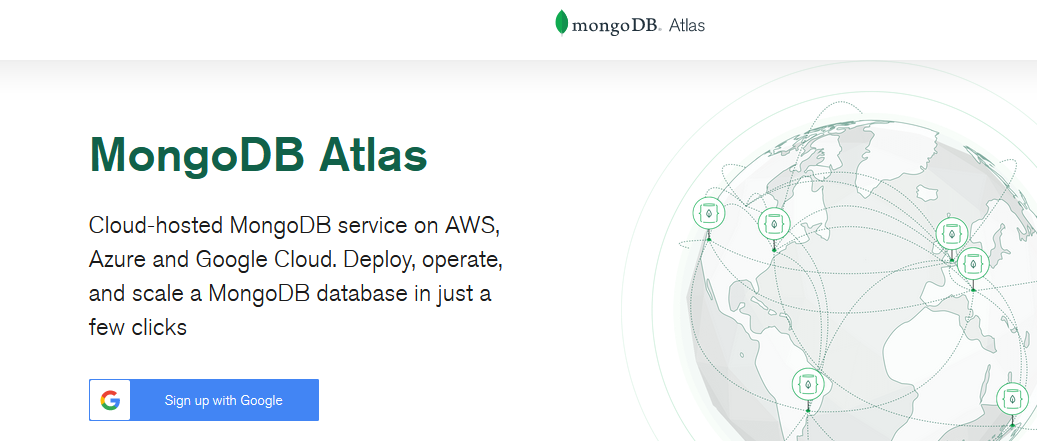 mongoDB. Atlas
MongoDB Atlas
Cloud-hosted MongoDB service on AWS,
Azure and Google Cloud. Deploy, operate,
and scale a MongoDB database in just a
few clicks
Sign up with Google